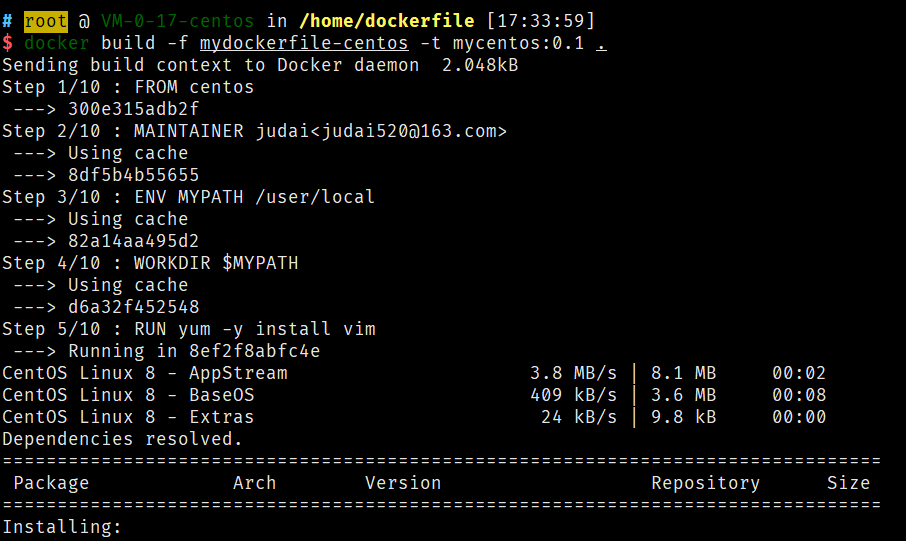 # root @ VM-0-17-centos in /home/dockerfile [17:33:59]
$ docker build -f mydockerfile-centos -t mycentos:0.1 .
Sending build context to Docker daemon  2.048kB
Step 1/10 : FROM centos
 ---> 300e315adb2f
Step 2/10 : MAINTAINER judai<judai520@163.com>
 ---> Using cache
 ---> 8df5b4b55655
Step 3/10 : ENV MYPATH /user/local
 ---> Using cache
 ---> 82a14aa495d2
Step 4/10 : WORKDIR $MYPATH
 ---> Using cache
 ---> d6a32f452548
Step 5/10 : RUN yum -y install vim
 ---> Running in 8ef2f8abfc4e
CentOS Linux 8 - AppStream                      3.8 MB/s | 8.1 MB     00:02
CentOS Linux 8 - BaseOS                         409 kB/s | 3.6 MB     00:08
CentOS Linux 8 - Extras                          24 kB/s | 9.8 kB     00:00
Dependencies resolved.
================================================================================
 Package             Arch        Version                   Repository      Size
================================================================================
Installing: